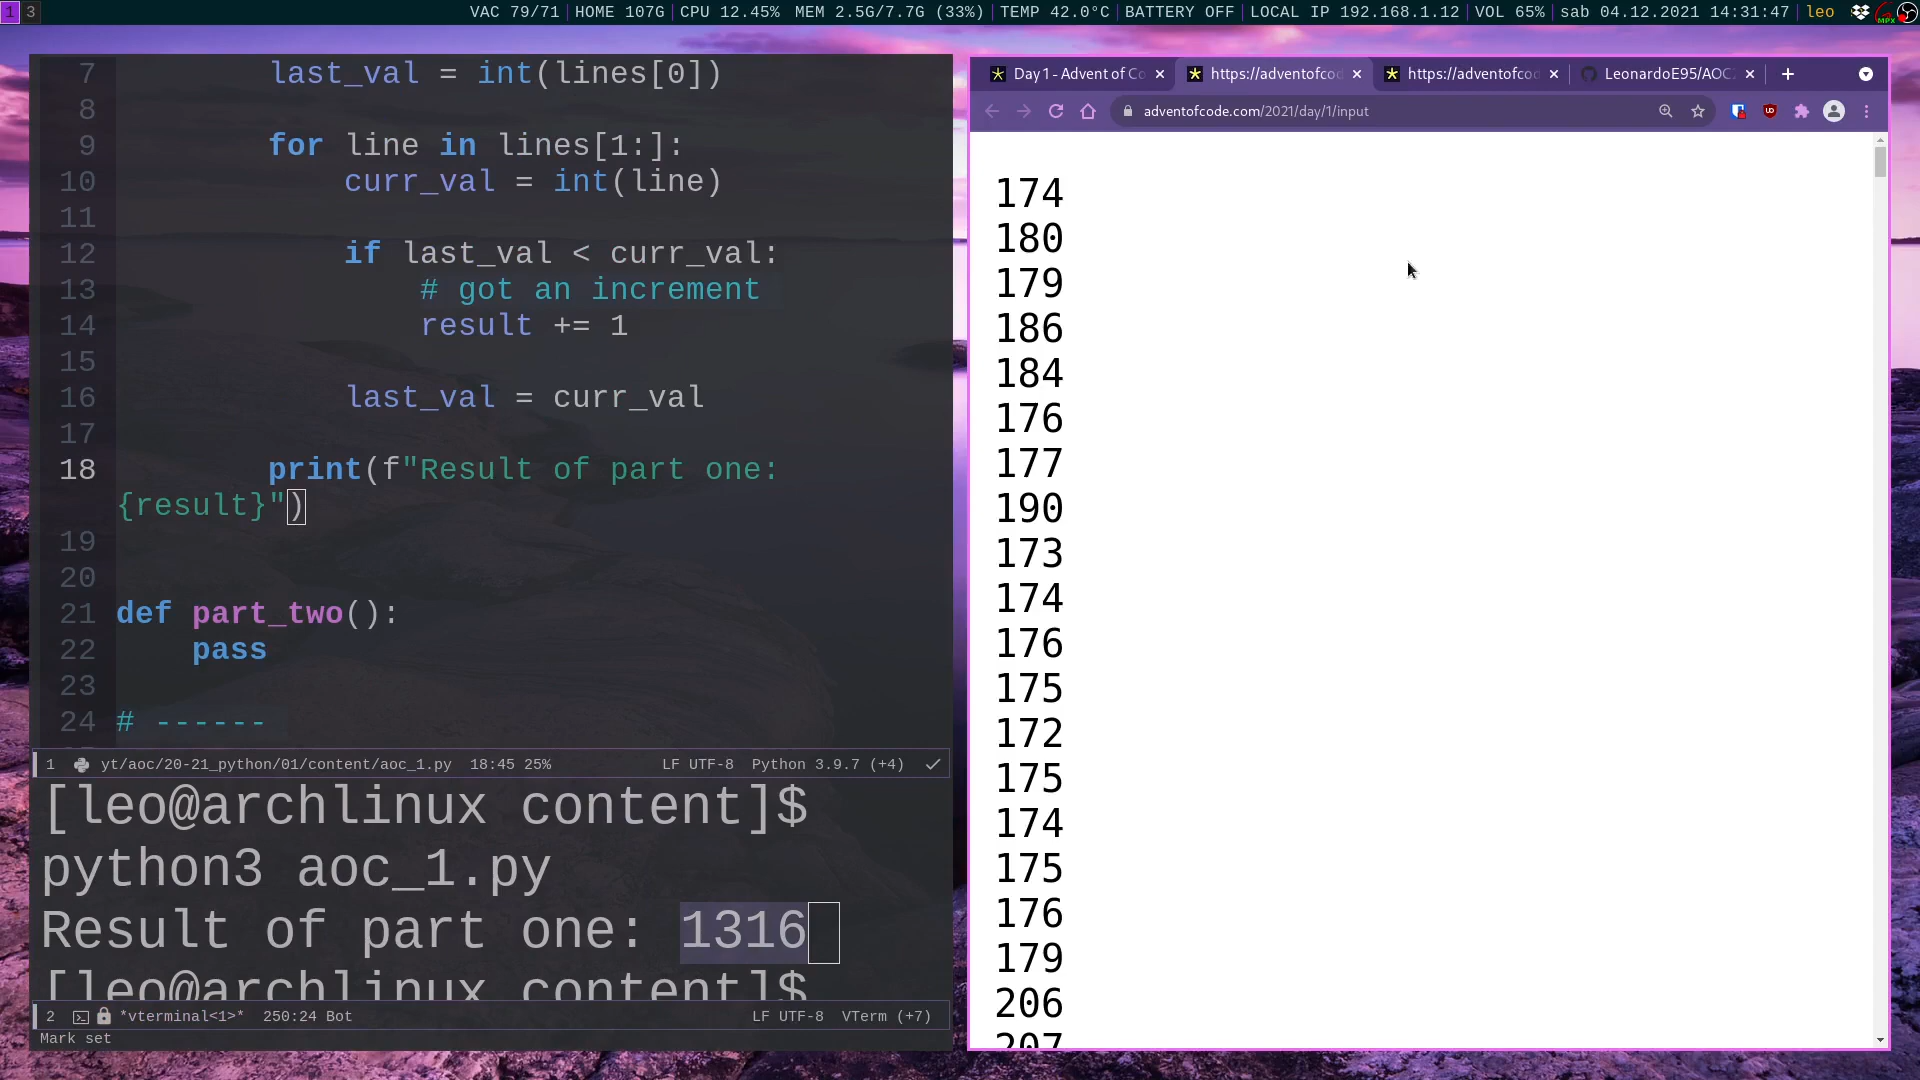 1 3 VAC 79/71 HOME 107G CPU 12.45% MEM 2.5G/7.7G (33%) TEMP 42.0°C BATTERY OFF LOCAL IP 192.168.1.12 VOL 65% sab 04.12.2021 14:31:47 leo
7 last_val = int(lines[0])
8
9 for line in lines[1:]:
10 curr_val = int(line)
11
12 if last_val < curr_val:
13 # got an increment
14 result += 1
15
16 last_val = curr_val
17
18 print(f"Result of part one:
{result}")
19
20
21 def part_two():
22 pass
23
24 # ------
1 yt/aoc/20-21_python/01/content/aoc_1.py 18:45 25% LF UTF-8 Python 3.9.7 (+4)
[leo@archlinux content]$
python3 aoc_1.py
Result of part one: 1316
[leo@archlinux content]$
2 *vterminal<1>* 250:24 Bot LF UTF-8 VTerm (+7)
Mark set
Day 1 - Advent of Co https://adventofcod https://adventofcod LeonardoE95/AOC
adventofcode.com/2021/day/1/input
174
180
179
186
184
176
177
190
173
174
176
175
172
175
174
175
176
179
206
207